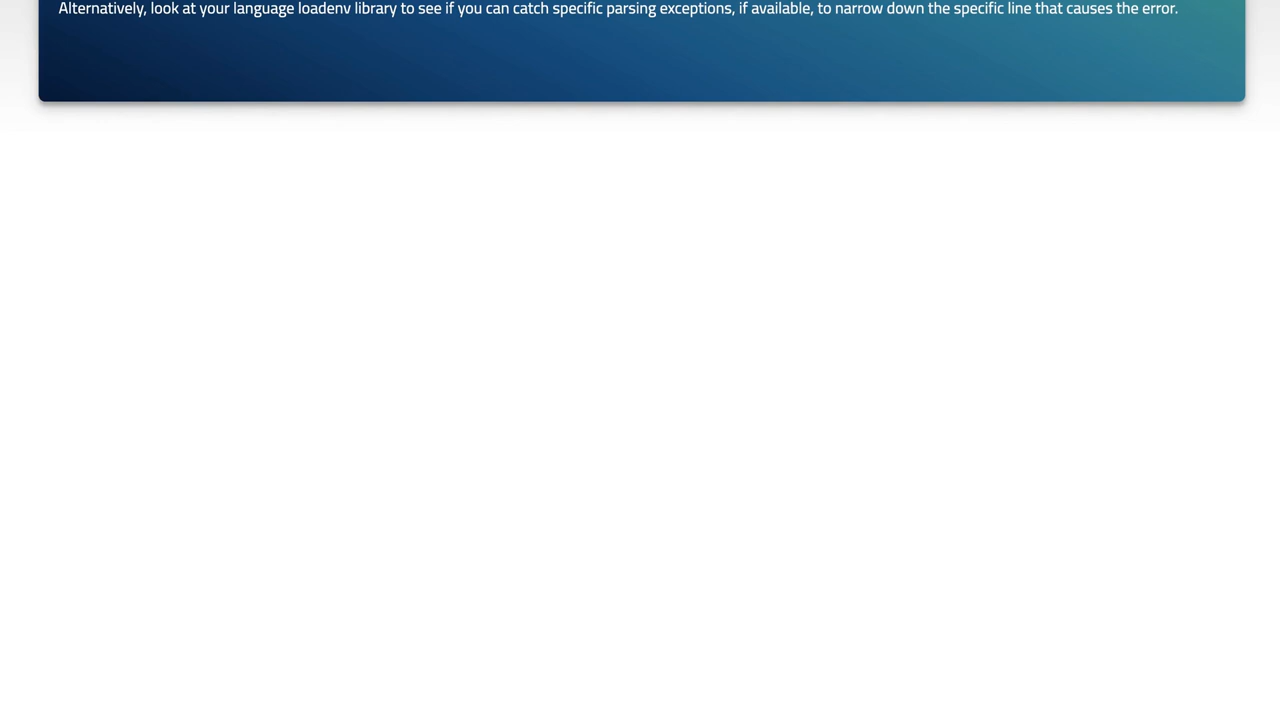 Alternatively, look at your language loadenv library to see if you can catch specific parsing exceptions, if available, to narrow down the specific line that causes the error.